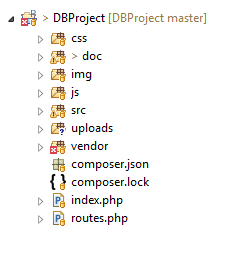 > DBProject [DBProject master]
css
> doc
img
js
src
uploads
vendor
composer.json
composer.lock
index.php
routes.php